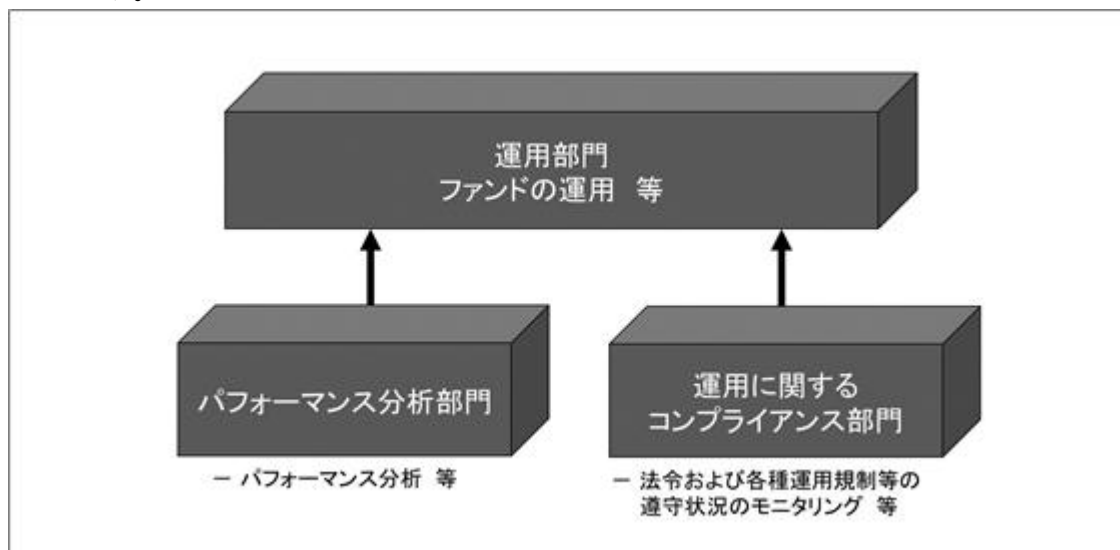 運用部門
ファンドの運用 等
パフォーマンス分析部門
運用に関する
コンプライアンス部門
－ パフォーマンス分析 等
－ 法令および各種運用規制等の
遵守状況のモニタリング 等